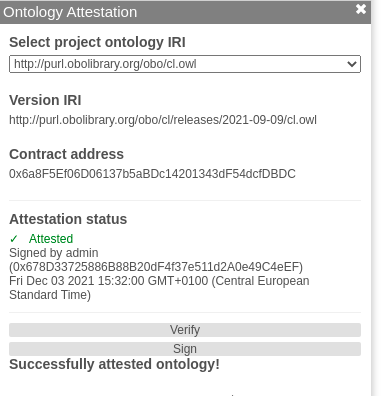 Ontology Attestation ✖
Select project ontology IRI
http://purl.obolibrary.org/obo/cl.owl
Version IRI
http://purl.obolibrary.org/obo/cl/releases/2021-09-09/cl.owl
Contract address
0x6a8F5Ef06D06137b5aBDc14201343dF54dcfDBDC
Attestation status
✓ Attested
Signed by admin
(0x678D33725886B88B20dF4f37e511d2A0e49C4eEF)
Fri Dec 03 2021 15:32:00 GMT+0100 (Central European
Standard Time)
Verify
Sign
Successfully attested ontology!